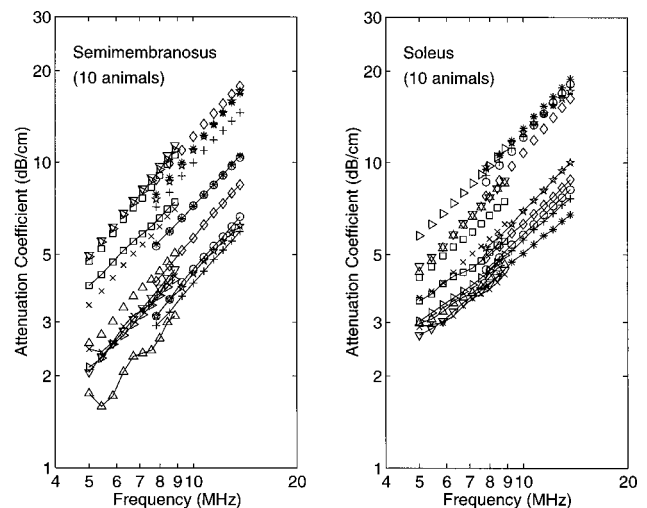 30
20
10
5
3
2
1
4 5 6 7 8 9 10 20
Frequency (MHz)
Attenuation Coefficient (dB/cm)
Semimembranosus
(10 animals)
30
20
10
5
3
2
1
4 5 6 7 8 9 10 20
Frequency (MHz)
Attenuation Coefficient (dB/cm)
Soleus
(10 animals)